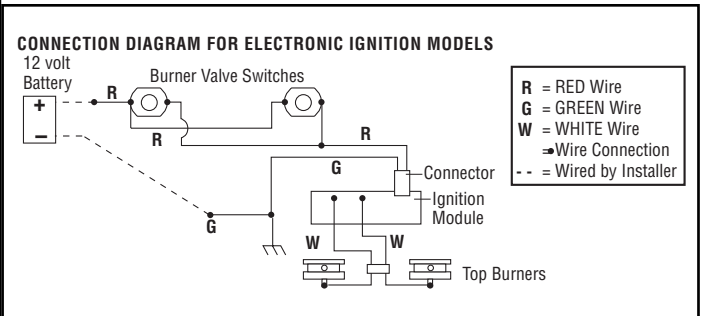 CONNECTION DIAGRAM FOR ELECTRONIC IGNITION MODELS
12 volt
Battery
Burner Valve Switches
R
+
–
R
R
G
G
Connector
Ignition
Module
W
W
Top Burners
R = RED Wire
G = GREEN Wire
W = WHITE Wire
=Wire Connection
- - = Wired by Installer